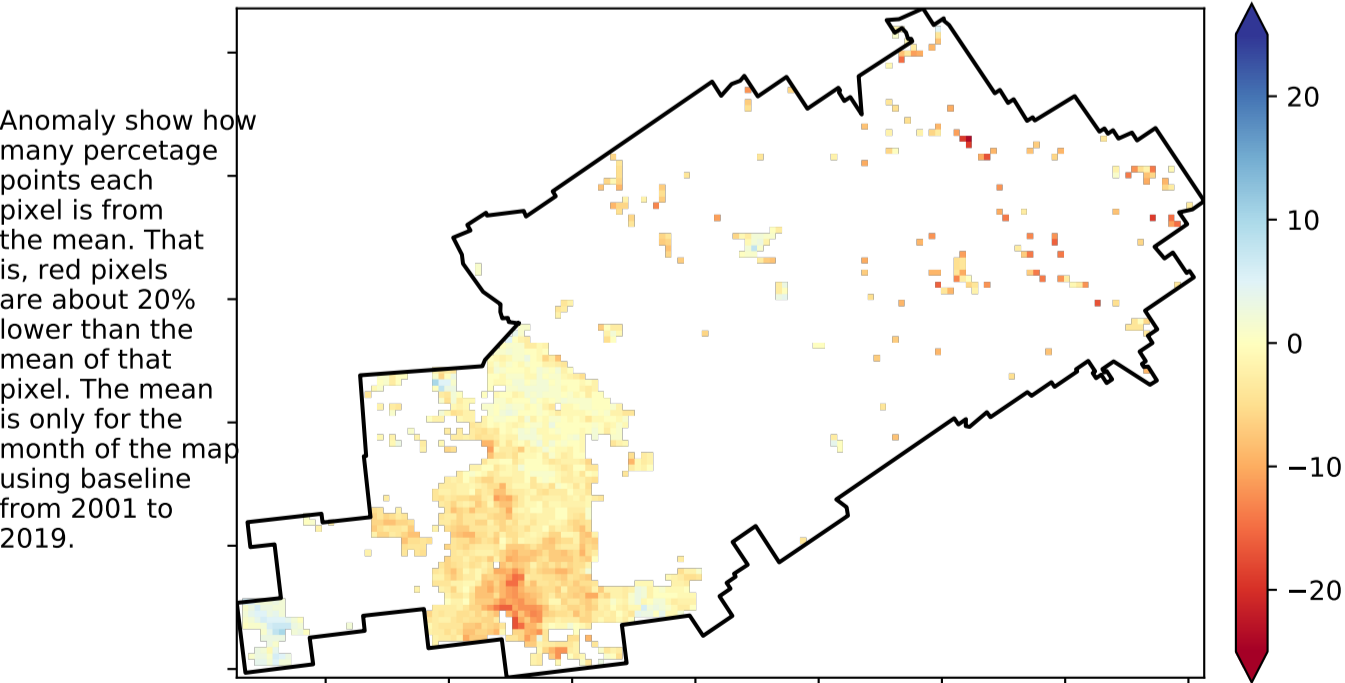 Anomaly show how
many percetage
points each
pixel is from
the mean. That
is, red pixels
are about 20%
lower than the
mean of that
pixel. The mean
is only for the
month of the map
using baseline
from 2001 to
2019.
20
10
0
−10
−20